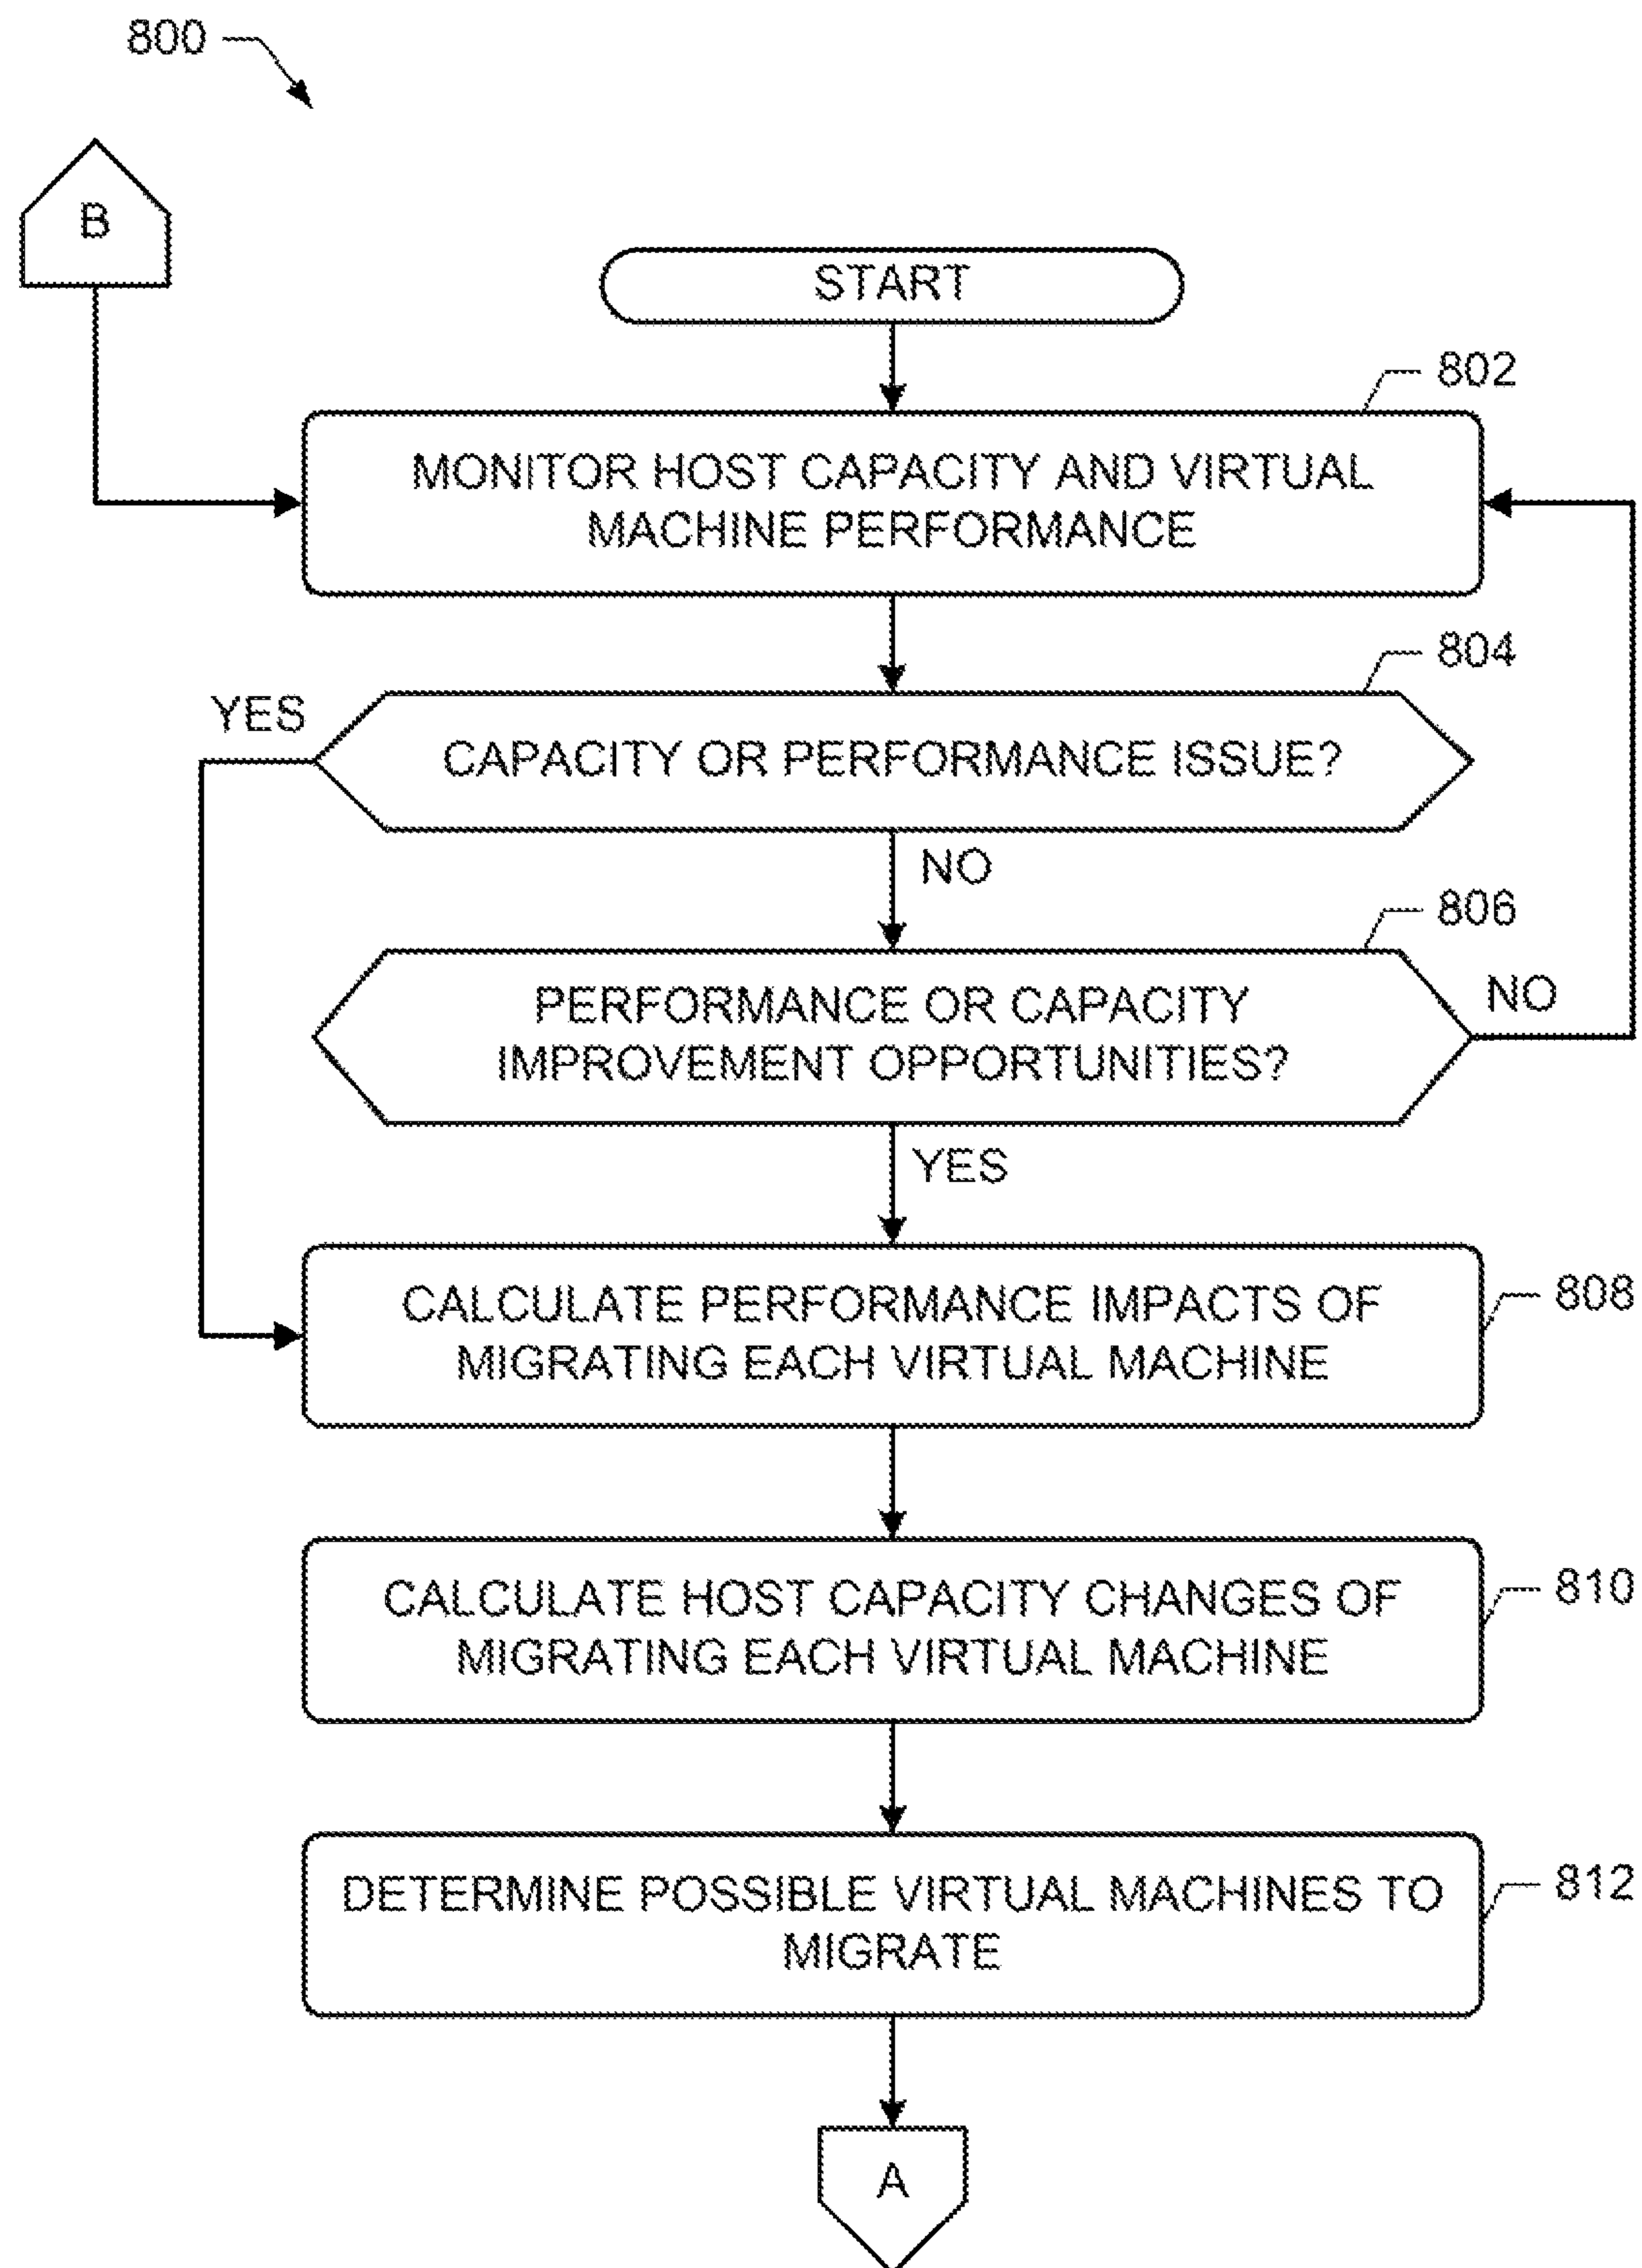 800
B
START
802
MONITOR HOST CAPACITY AND VIRTUAL
MACHINE PERFORMANCE
804
YES
CAPACITY OR PERFORMANCE ISSUE?
NO
806
PERFORMANCE OR CAPACITY
IMPROVEMENT OPPORTUNITIES?
NO
YES
CALCULATE PERFORMANCE IMPACTS OF
MIGRATING EACH VIRTUAL MACHINE
808
CALCULATE HOST CAPACITY CHANGES OF
MIGRATING EACH VIRTUAL MACHINE
810
DETERMINE POSSIBLE VIRTUAL MACHINES TO
MIGRATE
812
A